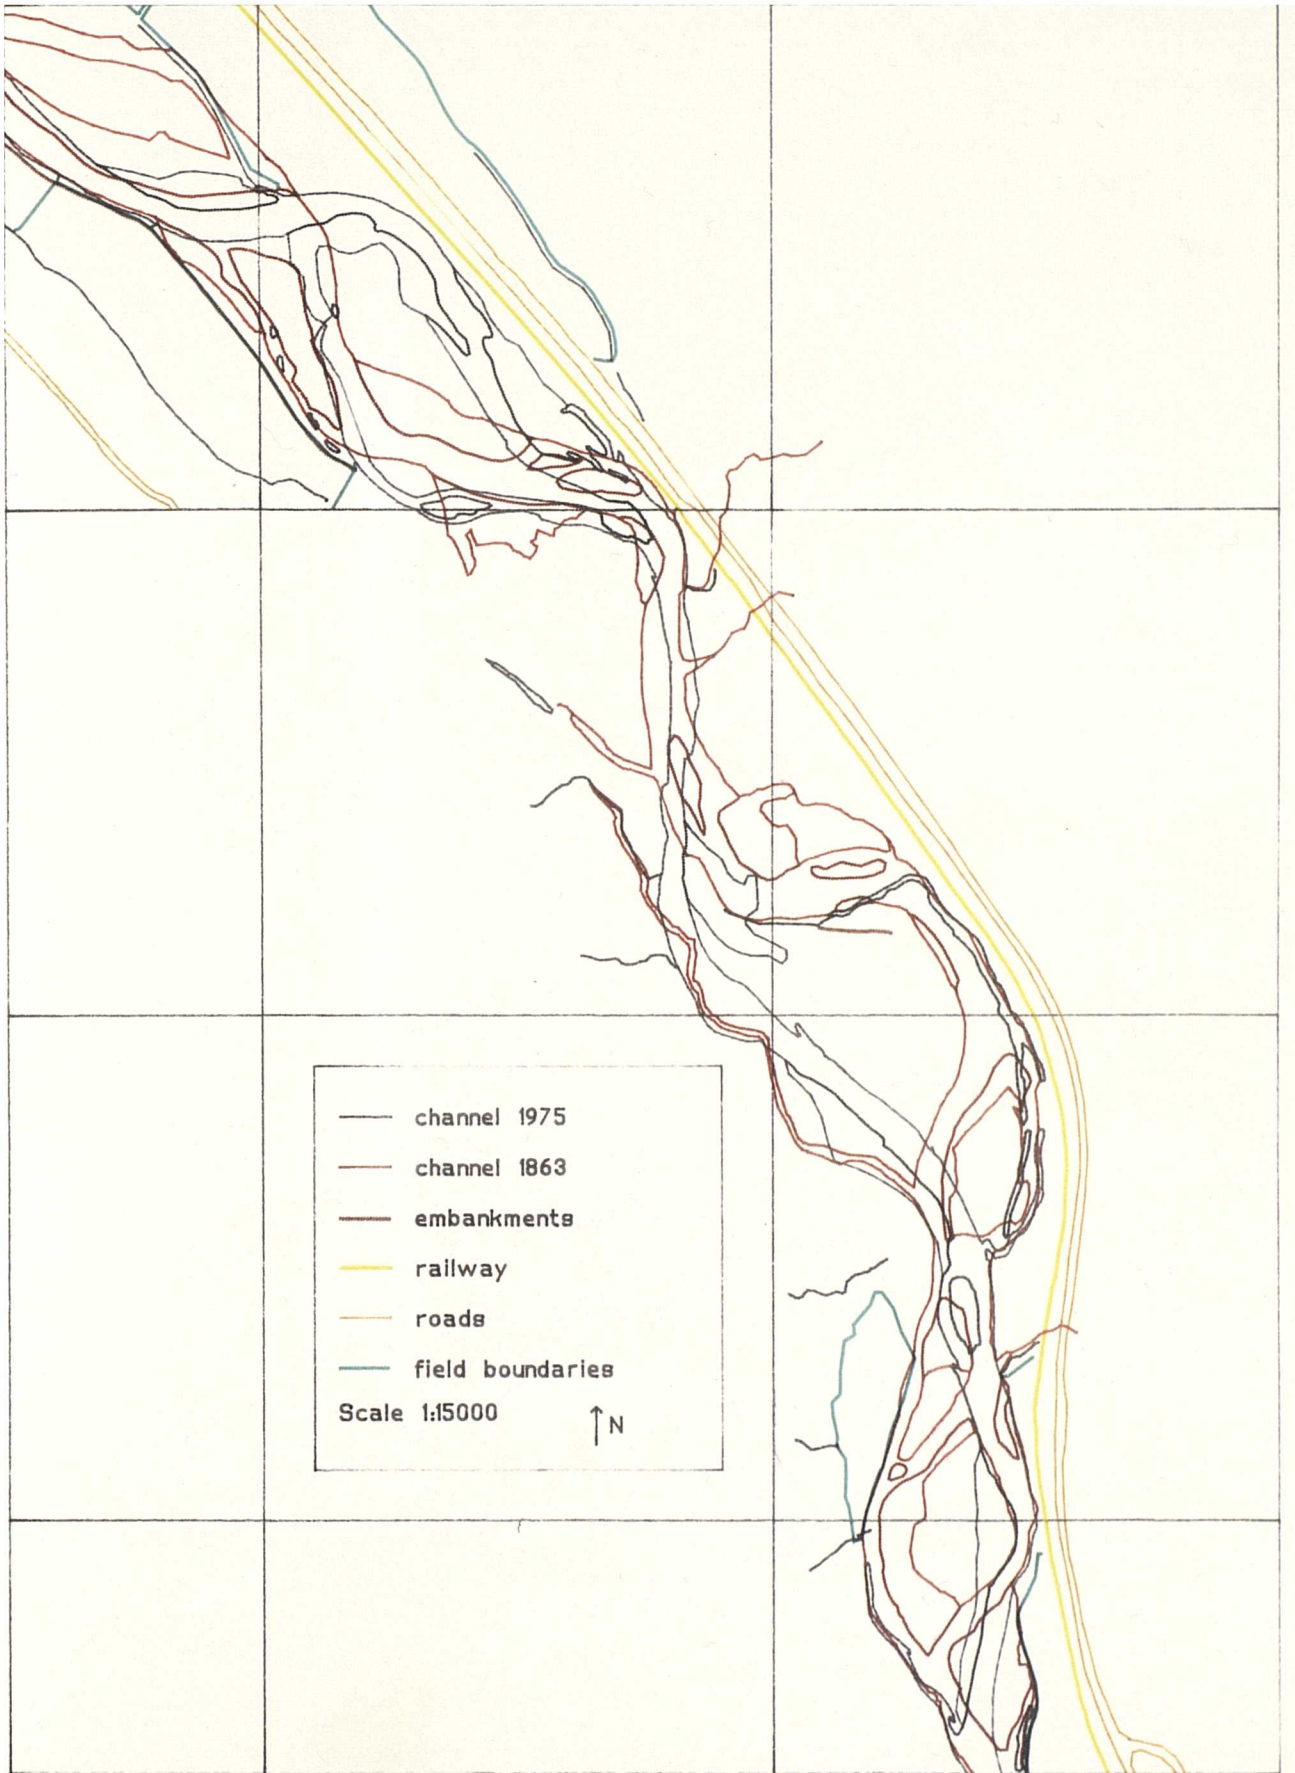 channel 1975
channel 1863
embankments
railway
roads
field boundaries
Scale 1:15000
N